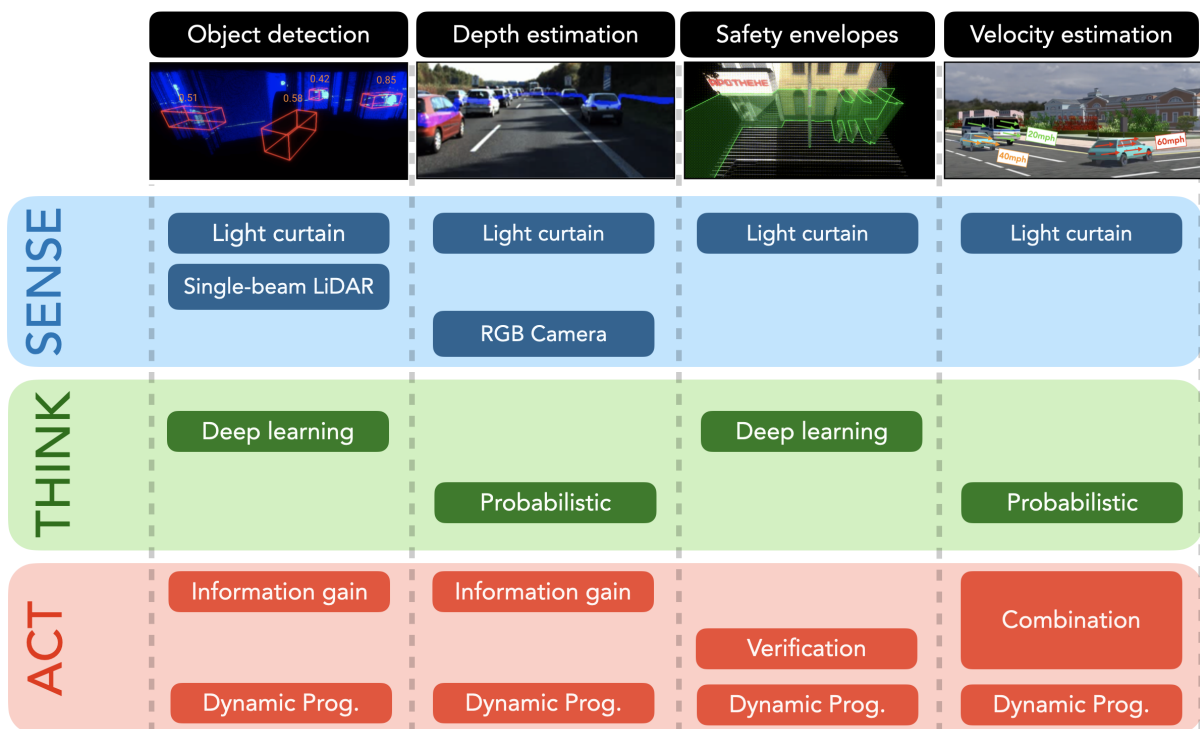 Object detection
Depth estimation
Safety envelopes
Velocity estimation
0.51
0.58
0.42
0.85
APOTHEHE
20mph
40mph
60mph
SENSE
Light curtain
Light curtain
Light curtain
Light curtain
Single-beam LiDAR
RGB Camera
THINK
Deep learning
Deep learning
Probabilistic
Probabilistic
ACT
Information gain
Information gain
Combination
Verification
Dynamic Prog.
Dynamic Prog.
Dynamic Prog.
Dynamic Prog.